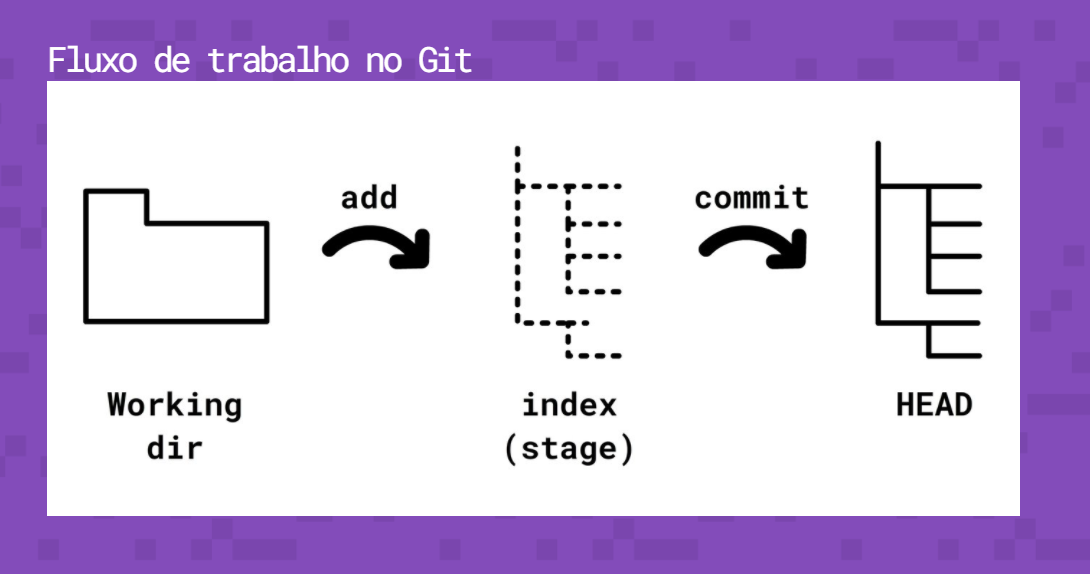 Fluxo de trabalho no Git
add
commit
Working
dir
index
(stage)
HEAD